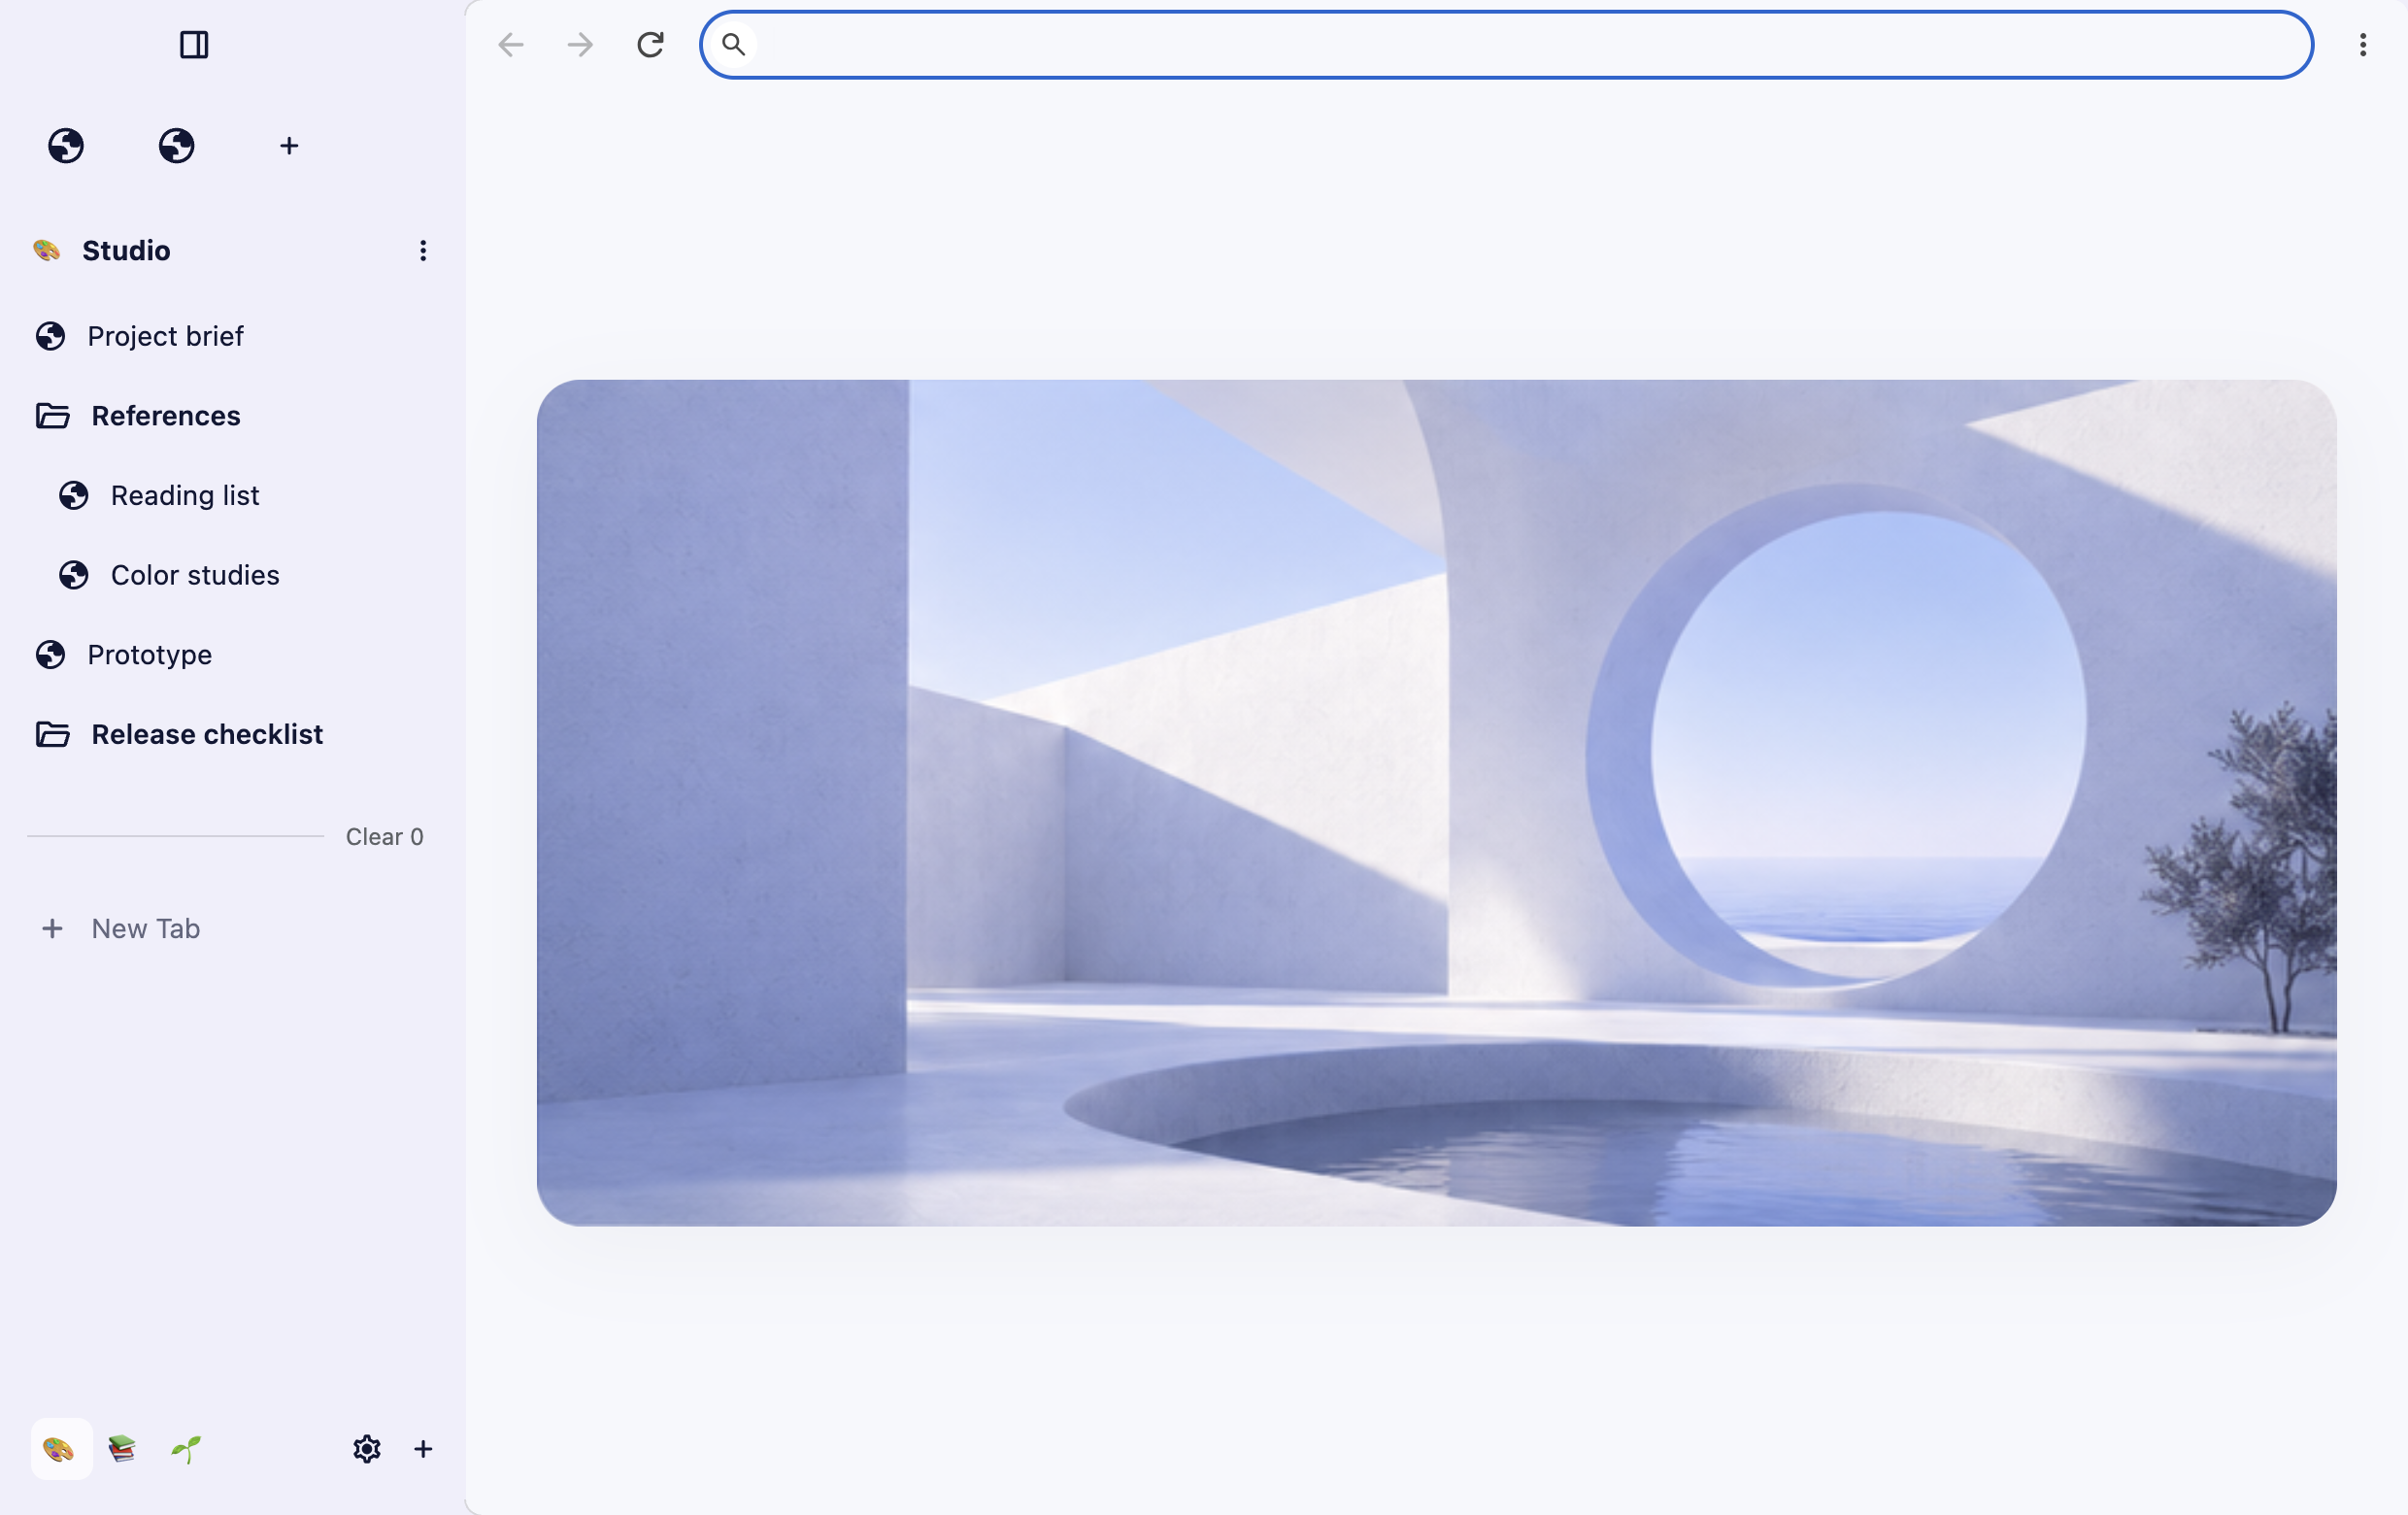 Studio
Project brief
References
Reading list
Color studies
Prototype
Release checklist
Clear 0
New Tab